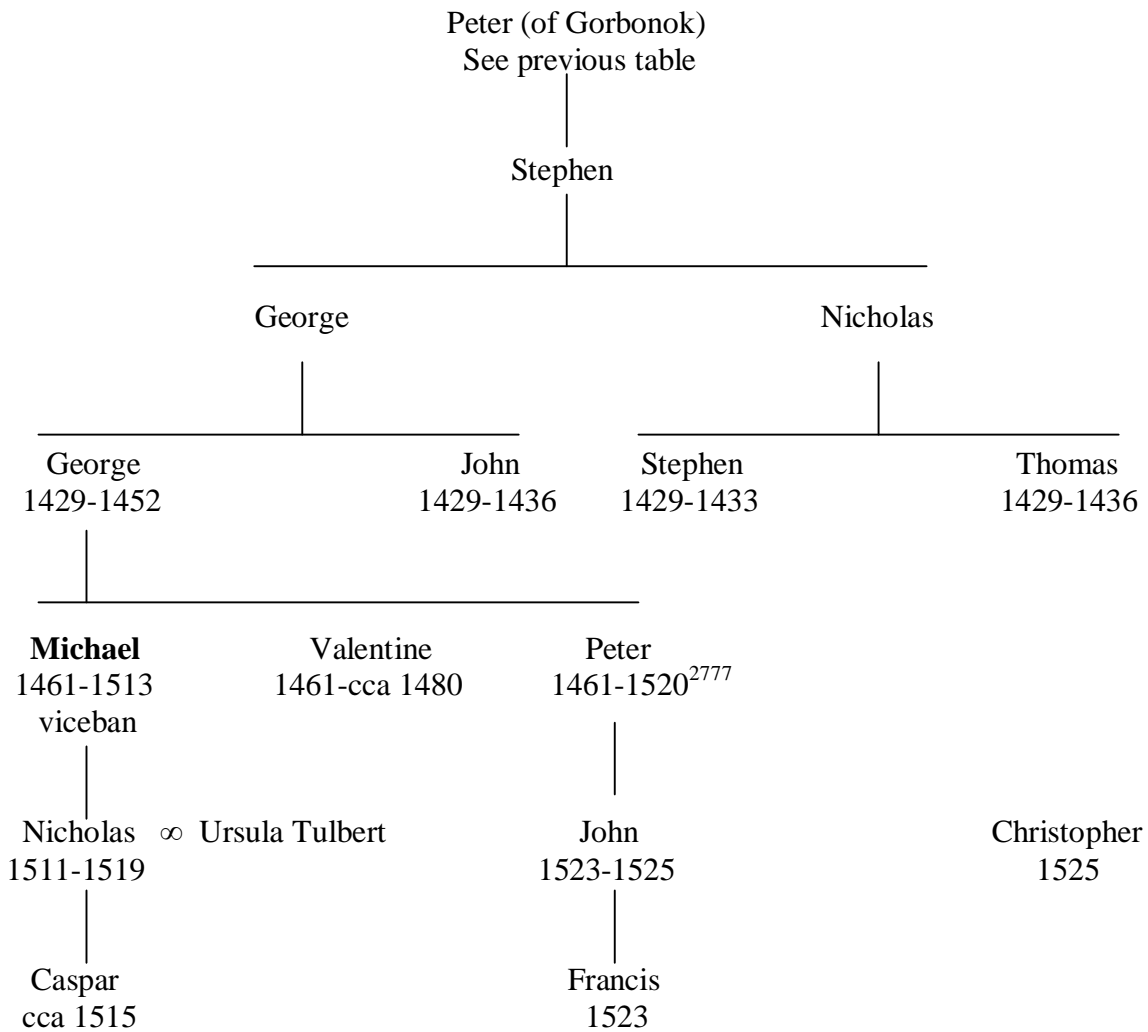 Peter (of Gorbonok)
See previous table
Stephen
George Nicholas
George John Stephen Thomas
1429-1452 1429-1436 1429-1433 1429-1436
Michael Valentine Peter
1461-1513 1461-cca 1480 1461-1520²⁷⁷⁷
viceban
Nicholas ∞ Ursula Tulbert John Christopher
1511-1519 1523-1525 1525
Caspar Francis
cca 1515 1523